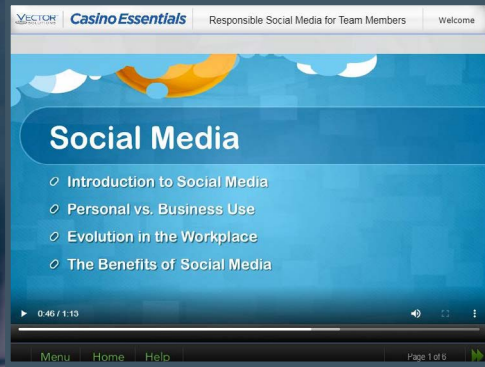 VECTOR SOLUTIONS Casino Essentials Responsible Social Media for Team Members Welcome
Social Media
Introduction to Social Media
Personal vs. Business Use
Evolution in the Workplace
The Benefits of Social Media
0:46 / 1:13
Menu Home Help Page 1 of 6